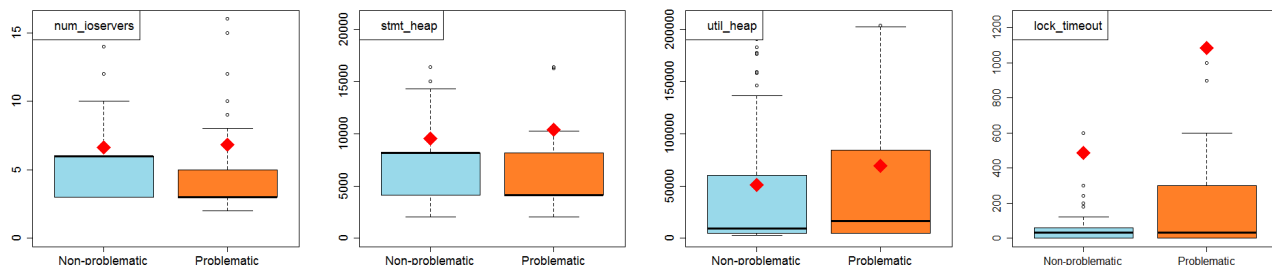 num_ioservers
15
10
5
0
Non-problematic
Problematic
stmt_heap
20000
15000
10000
5000
0
Non-problematic
Problematic
util_heap
200000
150000
100000
50000
0
Non-problematic
Problematic
lock_timeout
1200
1000
800
600
400
200
0
Non-problematic
Problematic